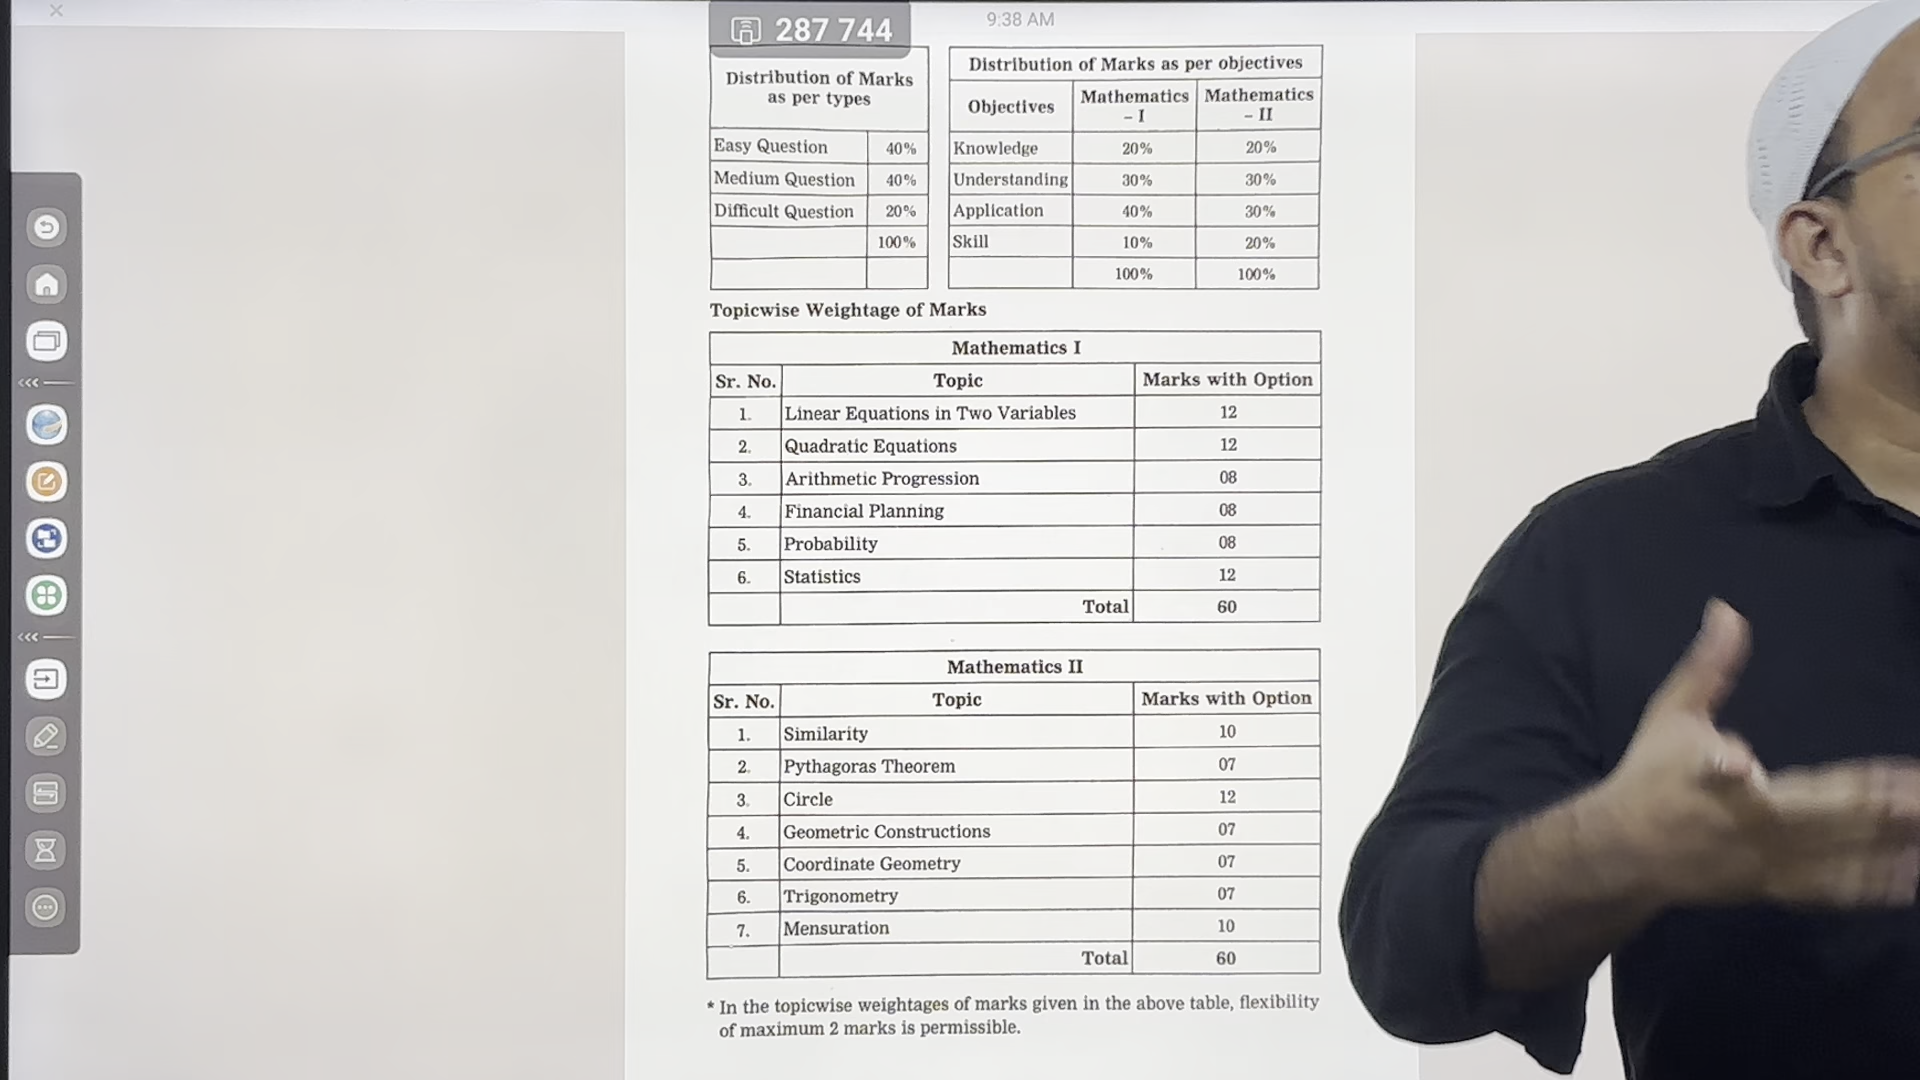 287 744
9:38 AM
Distribution of Marks
as per types
Easy Question 40%
Medium Question 40%
Difficult Question 20%
100%
Distribution of Marks as per objectives
Objectives Mathematics – I Mathematics – II
Knowledge 20% 20%
Understanding 30% 30%
Application 40% 30%
Skill 10% 20%
100% 100%
Topicwise Weightage of Marks
Mathematics I
Sr. No. Topic Marks with Option
1. Linear Equations in Two Variables 12
2. Quadratic Equations 12
3. Arithmetic Progression 08
4. Financial Planning 08
5. Probability 08
6. Statistics 12
Total 60
Mathematics II
Sr. No. Topic Marks with Option
1. Similarity 10
2. Pythagoras Theorem 07
3. Circle 12
4. Geometric Constructions 07
5. Coordinate Geometry 07
6. Trigonometry 07
7. Mensuration 10
Total 60
* In the topicwise weightages of marks given in the above table, flexibility
of maximum 2 marks is permissible.